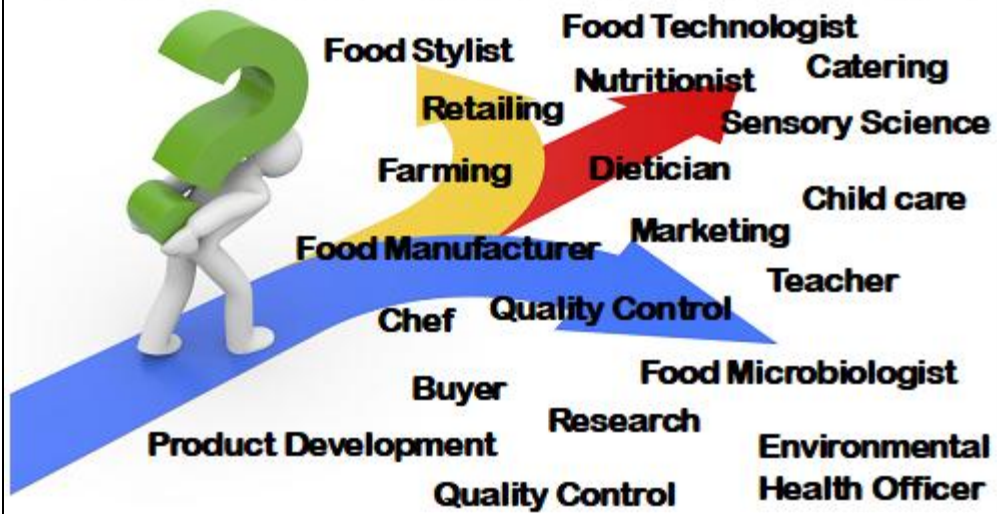 Food Stylist
Food Technologist
Catering
Nutritionist
Retailing
Sensory Science
Farming
Dietician
Child care
Marketing
Food Manufacturer
Teacher
Quality Control
Chef
Food Microbiologist
Buyer
Research
Product Development
Environmental
Health Officer
Quality Control